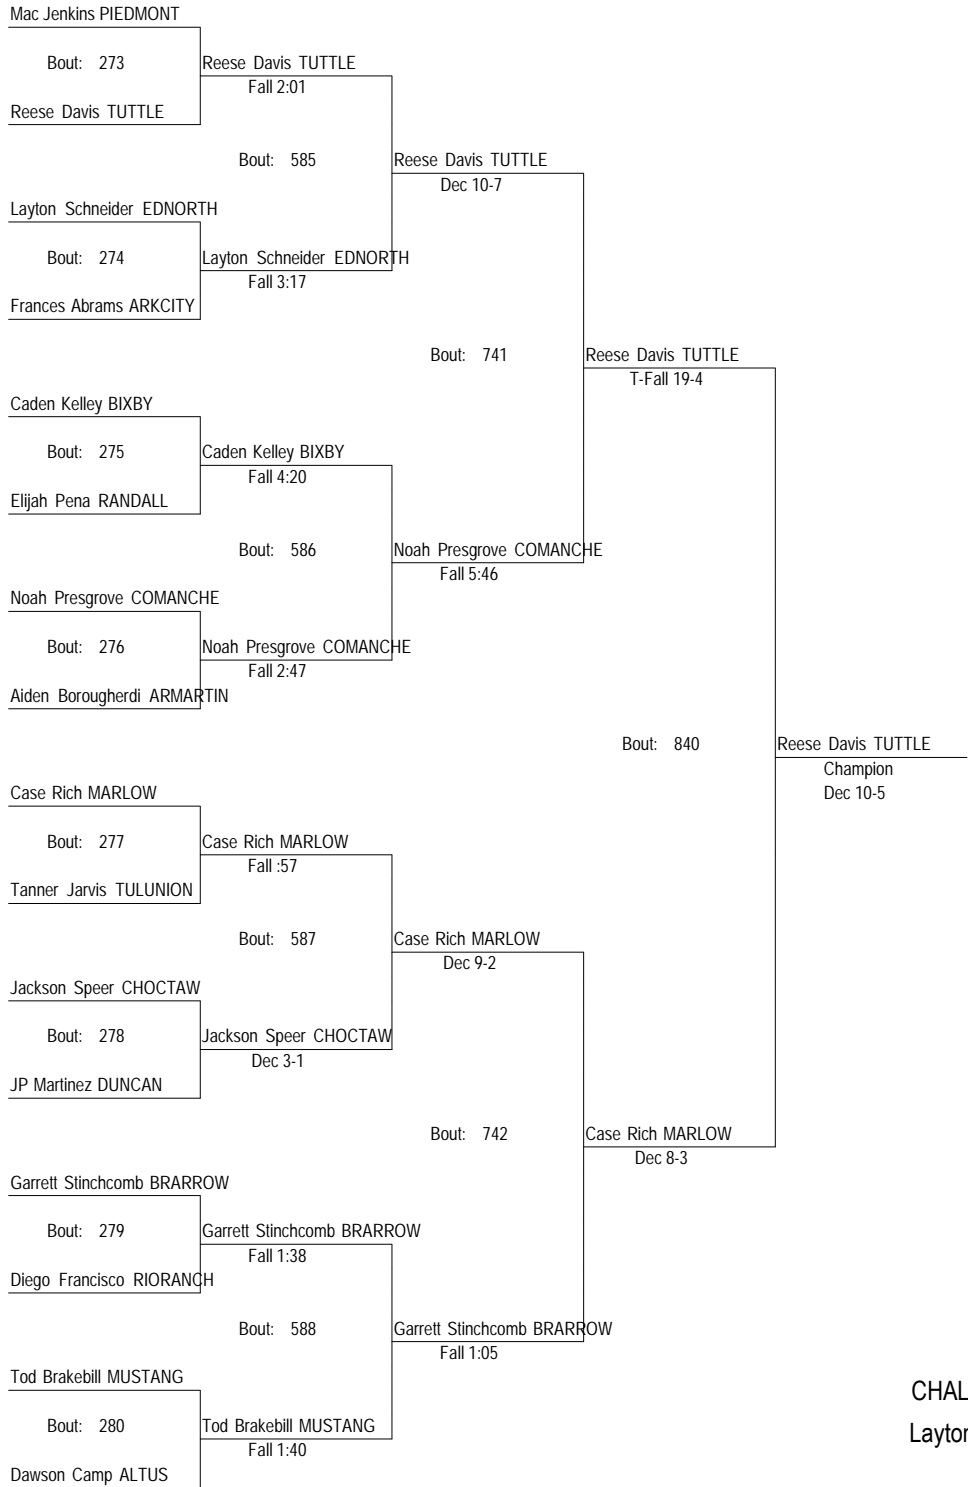 Mac Jenkins PIEDMONT
Bout: 273
Reese Davis TUTTLE
Fall 2:01
Reese Davis TUTTLE
Bout: 585
Reese Davis TUTTLE
Dec 10-7
Layton Schneider EDNORTH
Bout: 274
Layton Schneider EDNORTH
Fall 3:17
Frances Abrams ARKCITY
Bout: 741
Reese Davis TUTTLE
T-Fall 19-4
Caden Kelley BIXBY
Bout: 275
Caden Kelley BIXBY
Fall 4:20
Elijah Pena RANDALL
Bout: 586
Noah Presgrove COMANCHE
Fall 5:46
Noah Presgrove COMANCHE
Bout: 276
Noah Presgrove COMANCHE
Fall 2:47
Aiden Borougherdi ARMARTIN
Bout: 840
Reese Davis TUTTLE
Champion
Dec 10-5
Case Rich MARLOW
Bout: 277
Case Rich MARLOW
Fall :57
Tanner Jarvis TULUNION
Bout: 587
Case Rich MARLOW
Dec 9-2
Jackson Speer CHOCTAW
Bout: 278
Jackson Speer CHOCTAW
Dec 3-1
JP Martinez DUNCAN
Bout: 742
Case Rich MARLOW
Dec 8-3
Garrett Stinchcomb BRARROW
Bout: 279
Garrett Stinchcomb BRARROW
Fall 1:38
Diego Francisco RIORANCH
Bout: 588
Garrett Stinchcomb BRARROW
Fall 1:05
Tod Brakebill MUSTANG
Bout: 280
Tod Brakebill MUSTANG
Fall 1:40
Dawson Camp ALTUS
CHAL
Layton